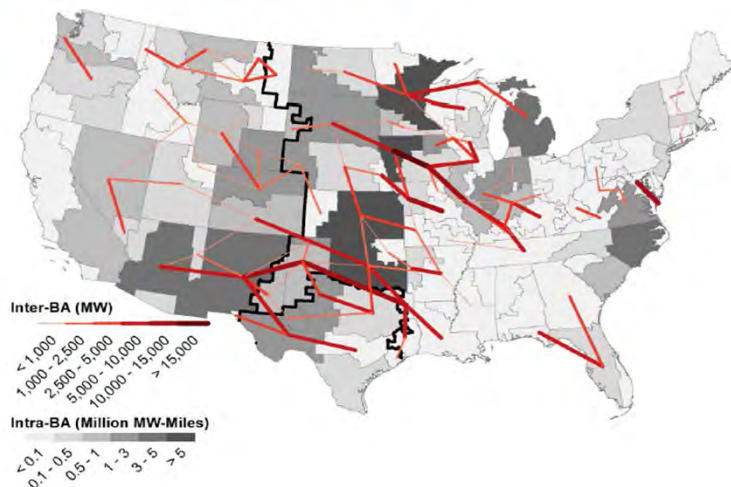 Inter-BA (MW)
< 1,000
1,000 - 2,500
2,500 - 5,000
5,000 - 10,000
10,000 - 15,000
> 15,000
Intra-BA (Million MW-Miles)
< 0.1
0.1 - 0.5
0.5 - 1
1 - 3
3 - 5
> 5